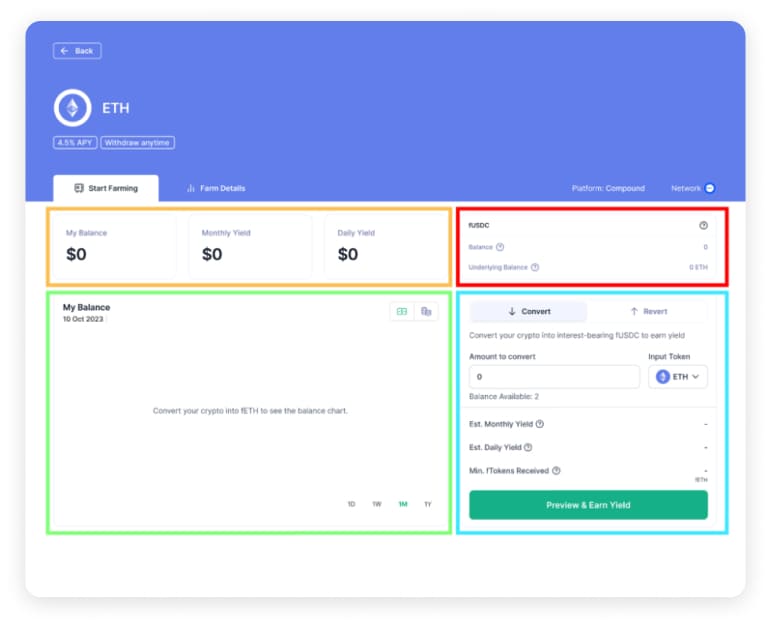 Back
ETH
4.5% APY Withdraw anytime
Start Farming Farm Details Platform: Compound Network
My Balance Monthly Yield Daily Yield
$0 $0 $0
fUSDC
Balance 0
Underlying Balance 0 ETH
My Balance
10 Oct 2023
Convert your crypto into fETH to see the balance chart.
1D 1W 1M 1Y
Convert Revert
Convert your crypto into interest-bearing fUSDC to earn yield
Amount to convert Input Token
0 ETH
Balance Available: 2
Est. Monthly Yield -
Est. Daily Yield -
Min. fTokens Received -
fETH
Preview & Earn Yield